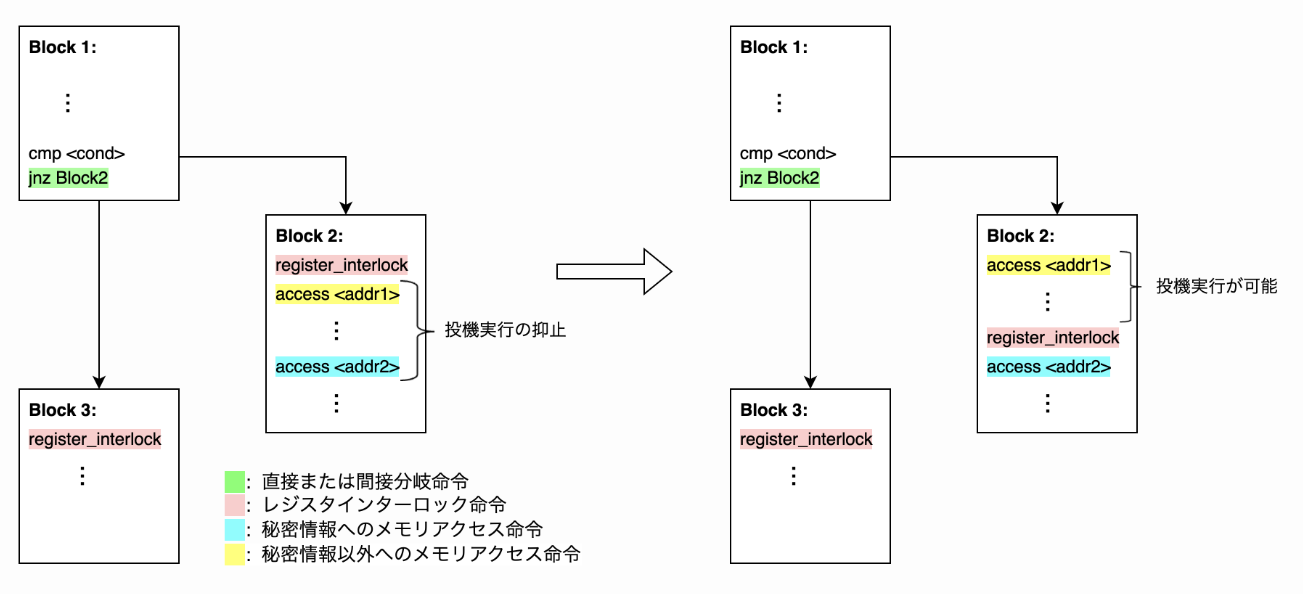 Block 1:
⋮
cmp <cond>
jnz Block2
Block 2:
register_interlock
access <addr1>
⋮
access <addr2>
⋮
投機実行の抑止
Block 3:
register_interlock
⋮
Block 1:
⋮
cmp <cond>
jnz Block2
Block 2:
access <addr1>
⋮
register_interlock
access <addr2>
⋮
投機実行が可能
Block 3:
register_interlock
⋮
: 直接または間接分岐命令
: レジスタインターロック命令
: 秘密情報へのメモリアクセス命令
: 秘密情報以外へのメモリアクセス命令